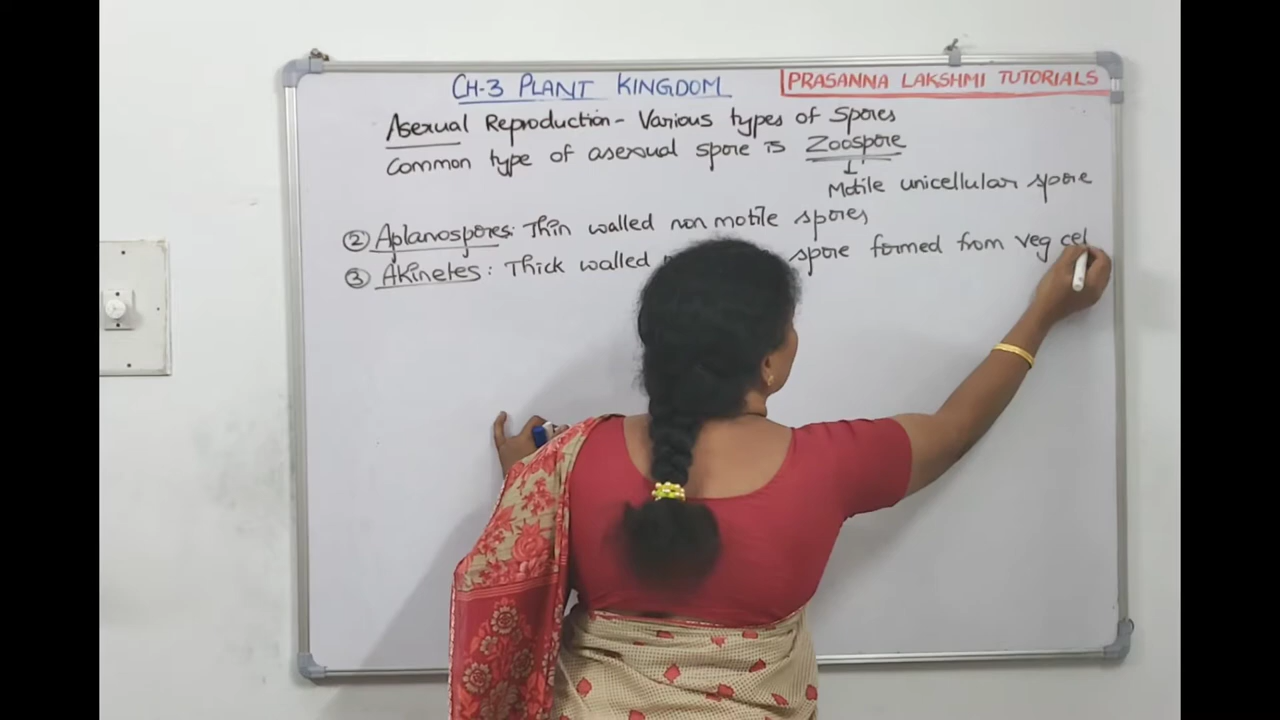 CH-3 PLANT KINGDOM
PRASANNA LAKSHMI TUTORIALS
Asexual Reproduction - Various types of Spores
Common type of asexual spore is Zoospore
Motile unicellular spore
② Aplanospores: Thin walled non motile spores
③ Akinetes: Thick walled spore formed from veg cel